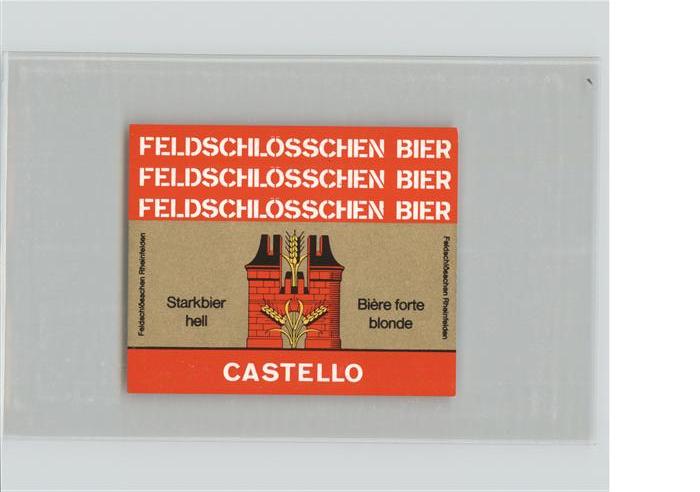 FELDSCHLÖSSCHEN BIER
FELDSCHLÖSSCHEN BIER
FELDSCHLÖSSCHEN BIER
Feldschlösschen Rheinfelden
Starkbier
hell
Bière forte
blonde
Feldschlösschen Rheinfelden
CASTELLO